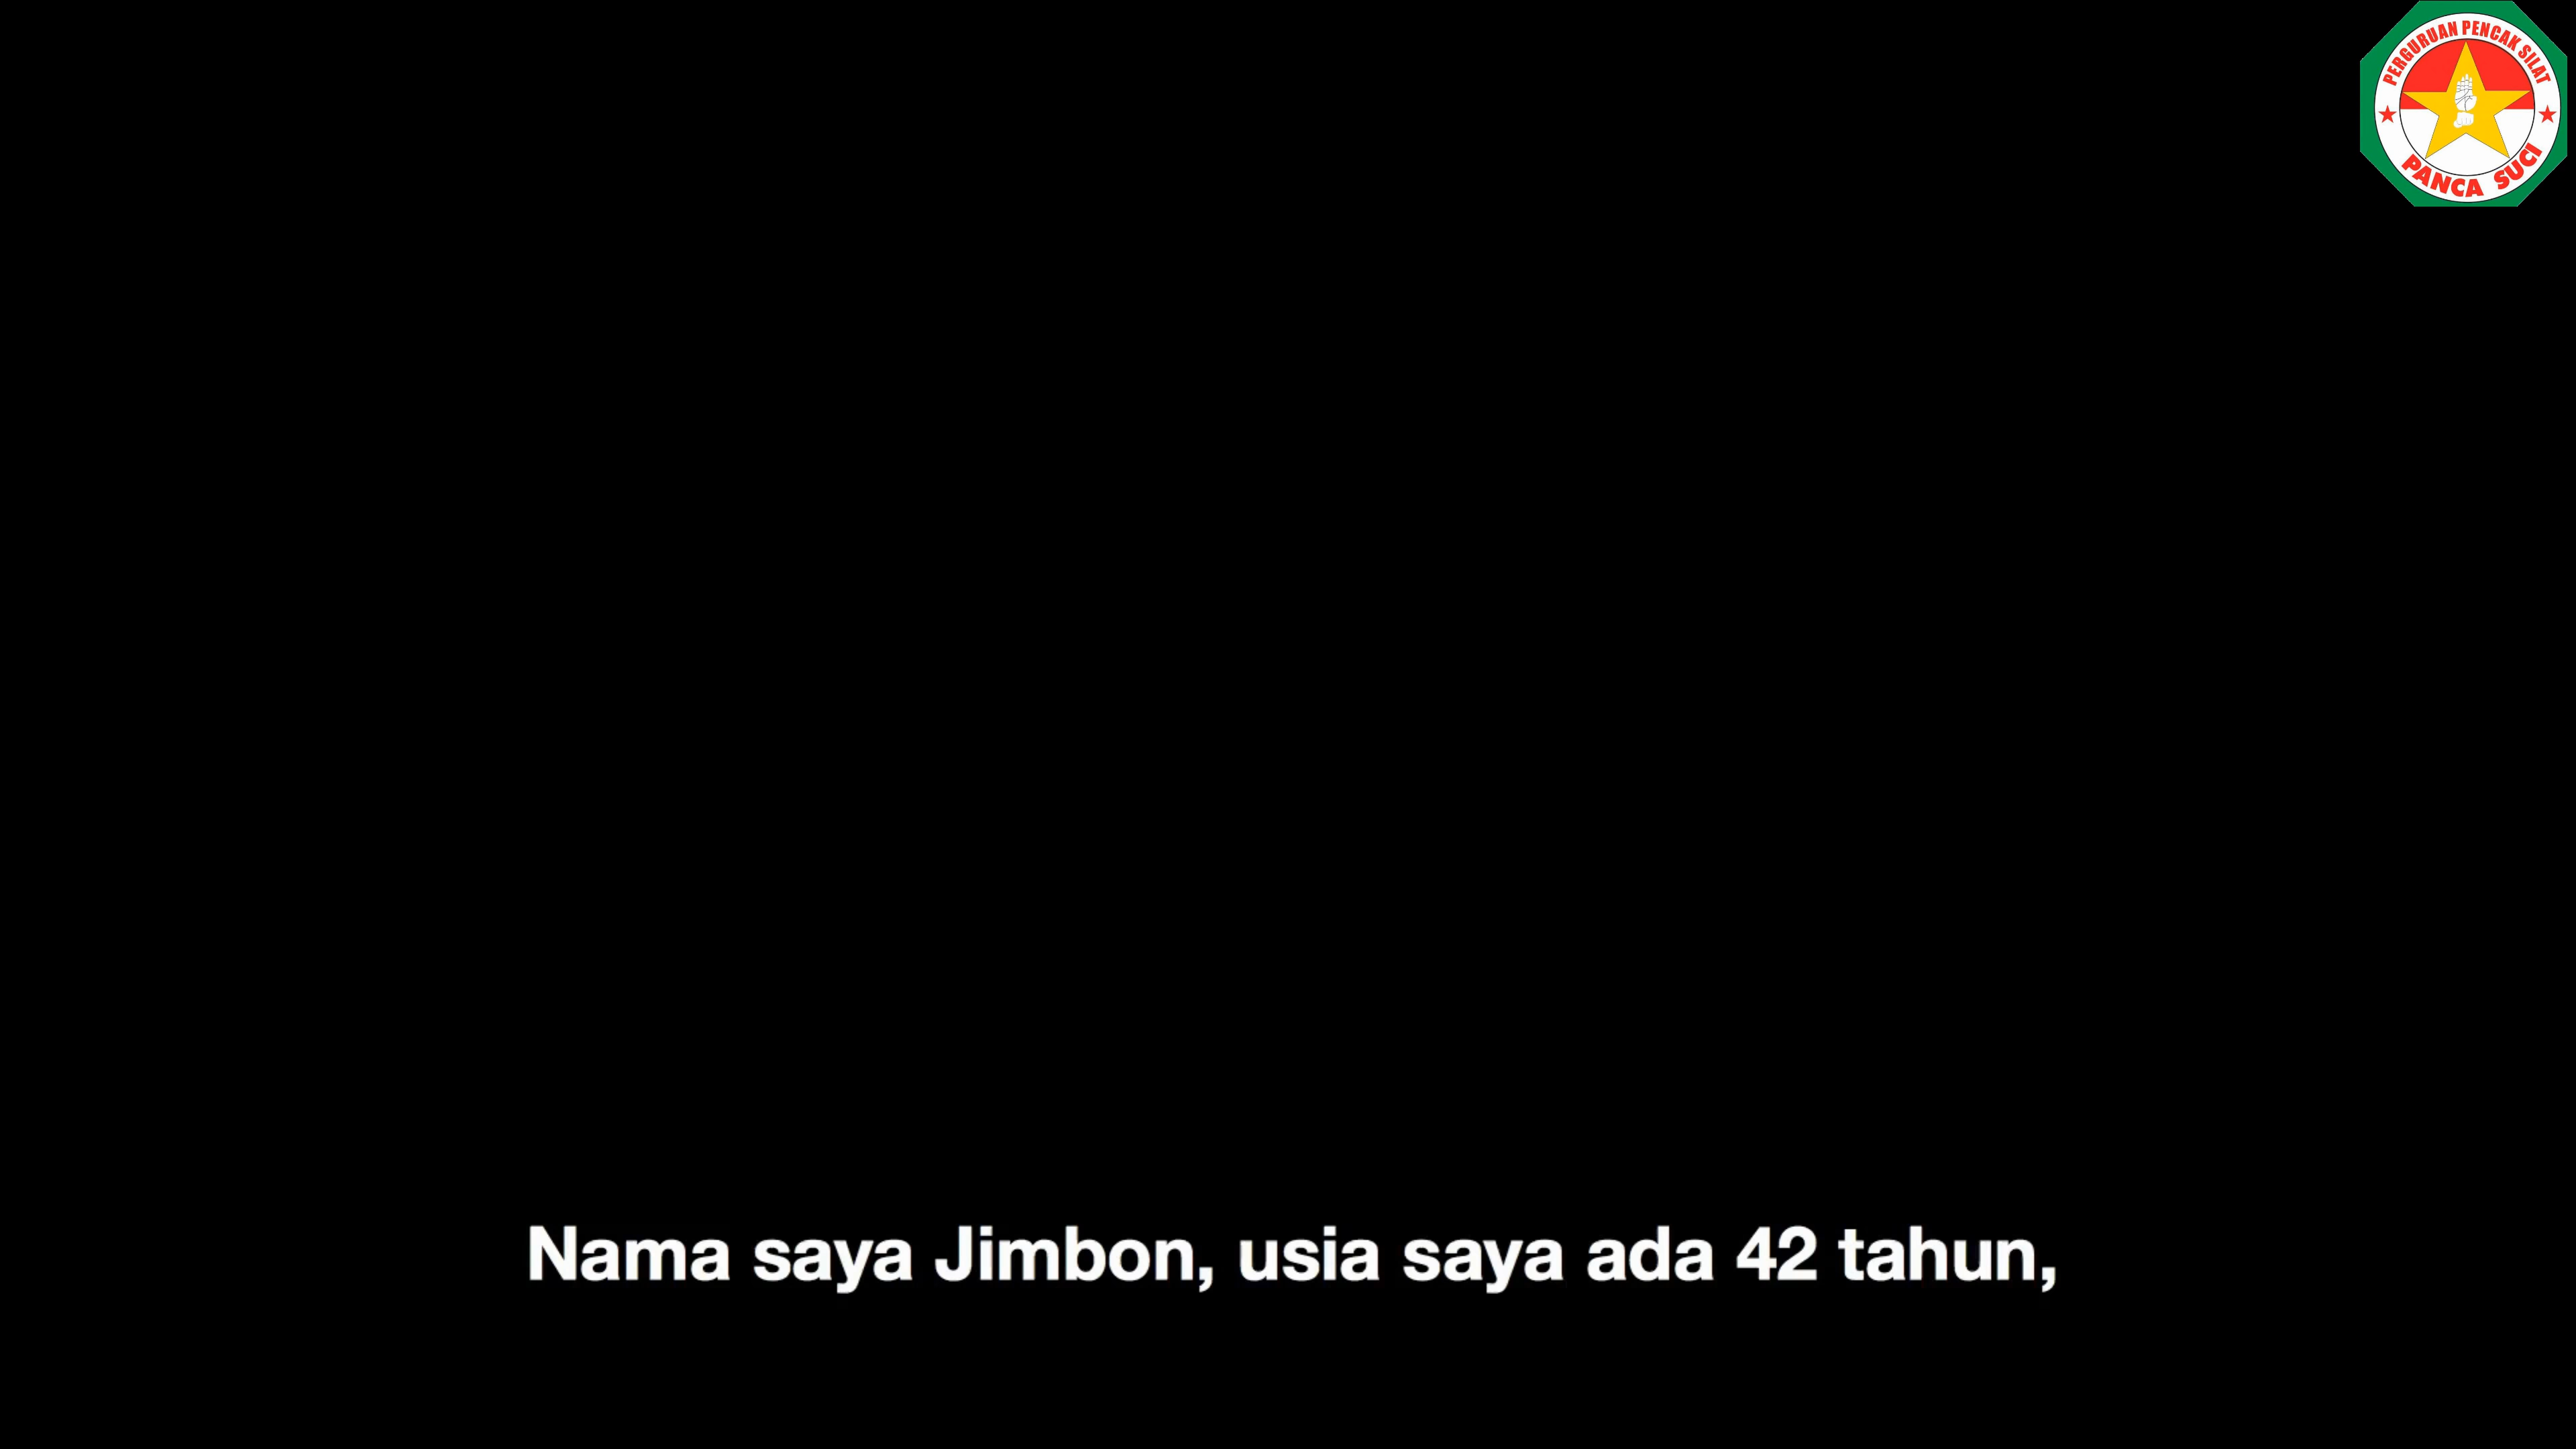 PERGURUAN PENCAK SILAT
PANCA SUCI
Nama saya Jimbon, usia saya ada 42 tahun,